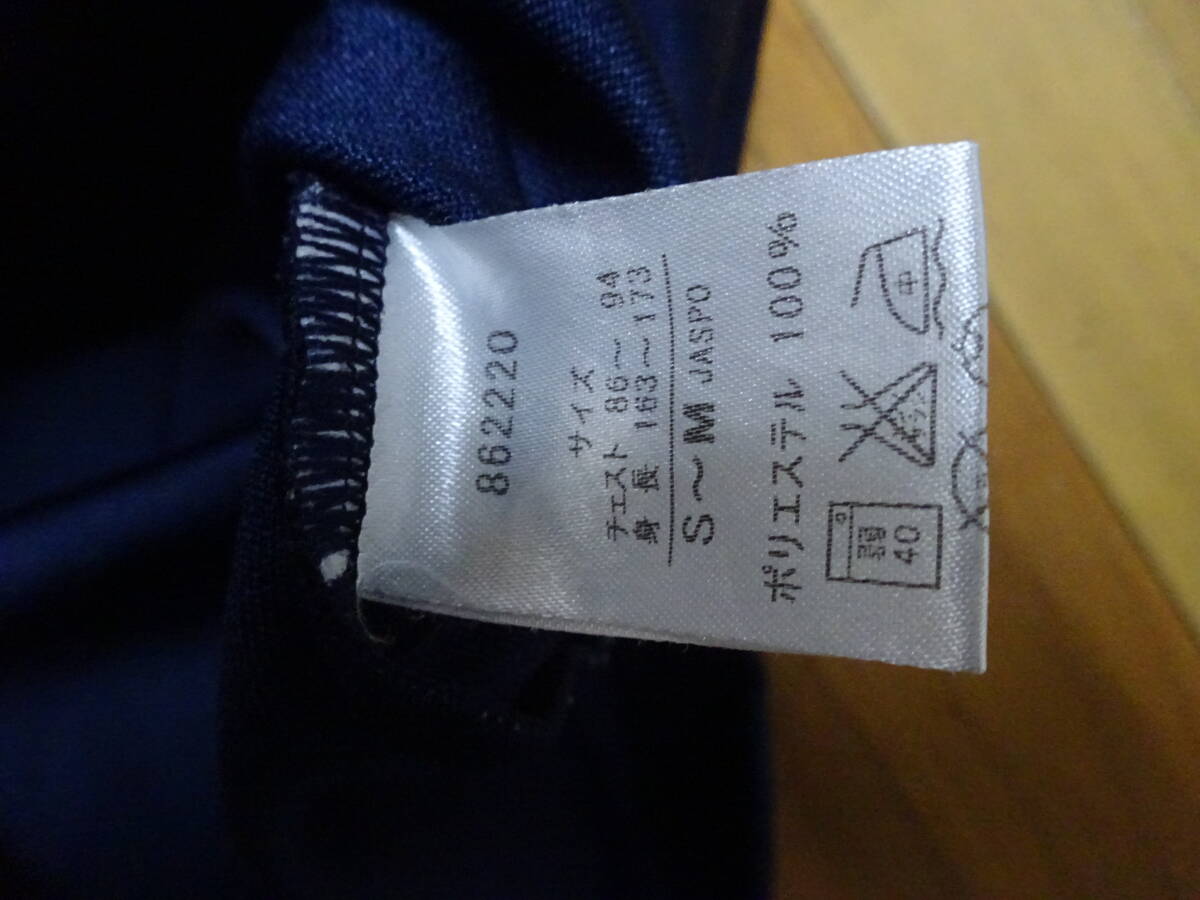 862220
サイズ
チェスト 86〜 94
身 長 163〜173
S〜M JASPO
ポリエステル 100%
弱
40
中